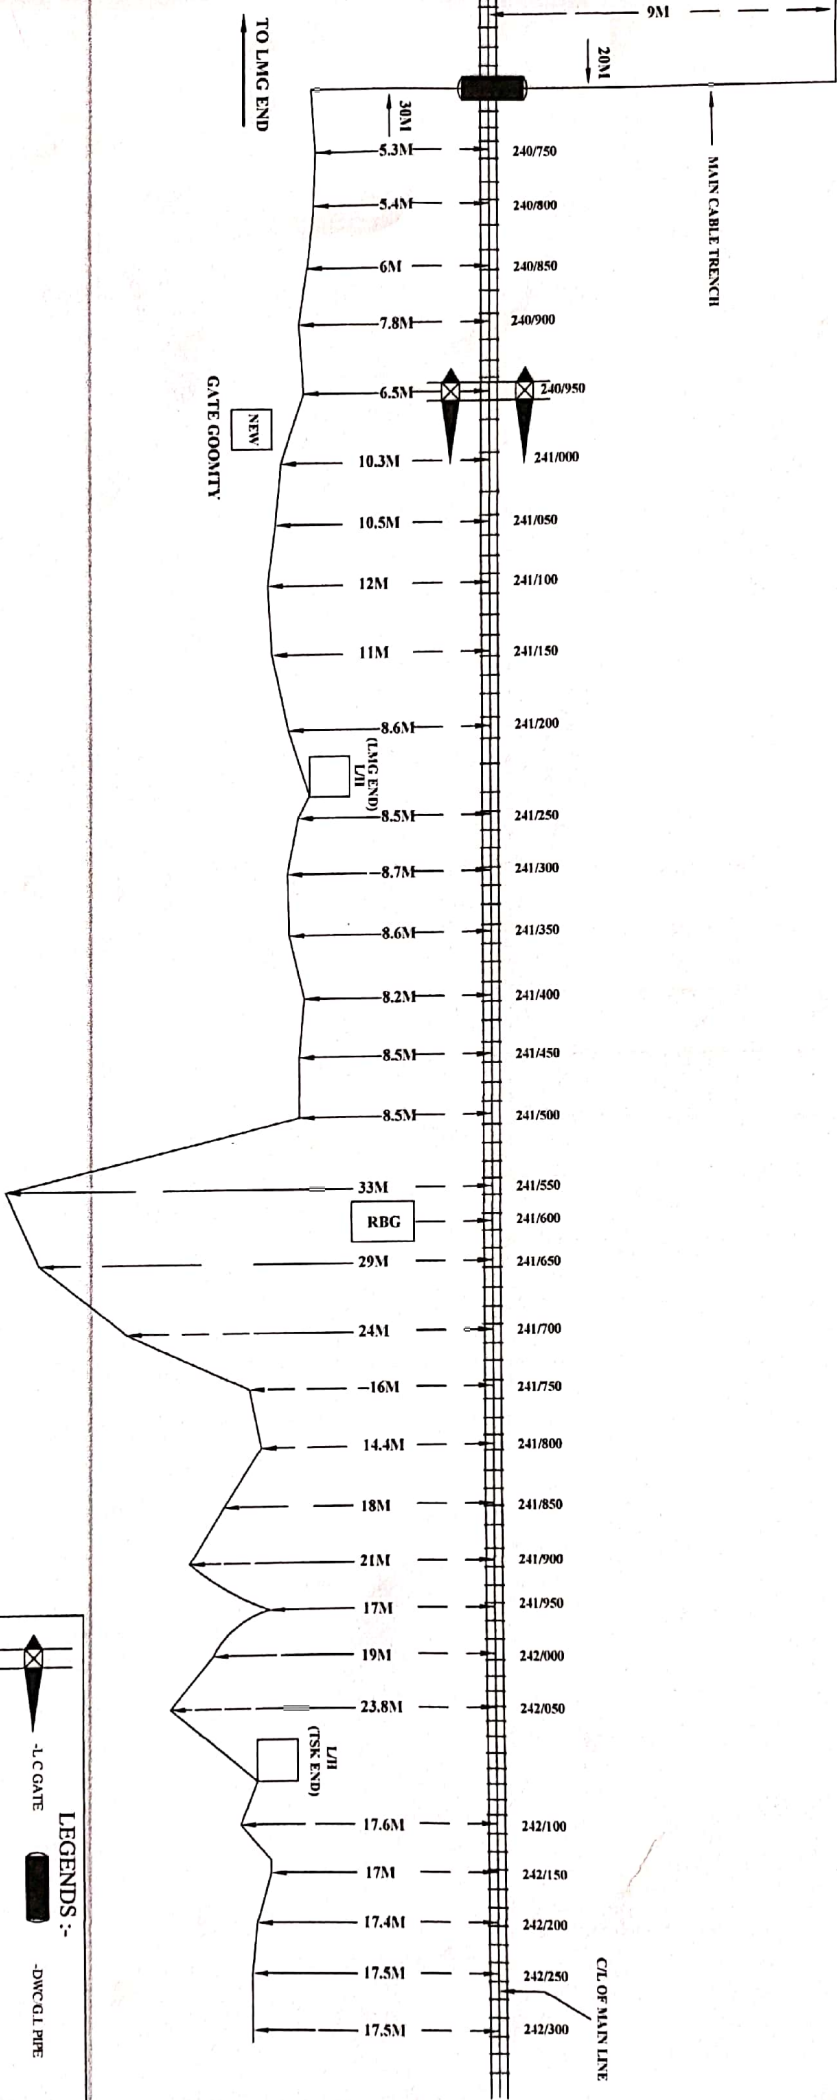 9M
20M
TO LMG END
30M
MAIN CABLE TRENCH
5.3M 240/750
5.4M 240/800
6M 240/850
7.8M 240/900
6.5M 240/950
GATE GOOMTY
NEW
10.3M 241/000
10.5M 241/050
12M 241/100
11M 241/150
8.6M 241/200
L/H
(LMG END)
8.5M 241/250
8.7M 241/300
8.6M 241/350
8.2M 241/400
8.5M 241/450
8.5M 241/500
33M 241/550
RBG 241/600
29M 241/650
24M 241/700
16M 241/750
14.4M 241/800
18M 241/850
21M 241/900
17M 241/950
19M 242/000
23.8M 242/050
L/H
(TSK END)
17.6M 242/100
17M 242/150
17.4M 242/200
17.5M 242/250
C/L OF MAIN LINE
17.5M 242/300
LEGENDS :-
-L C GATE
-DWC/G.I. PIPE